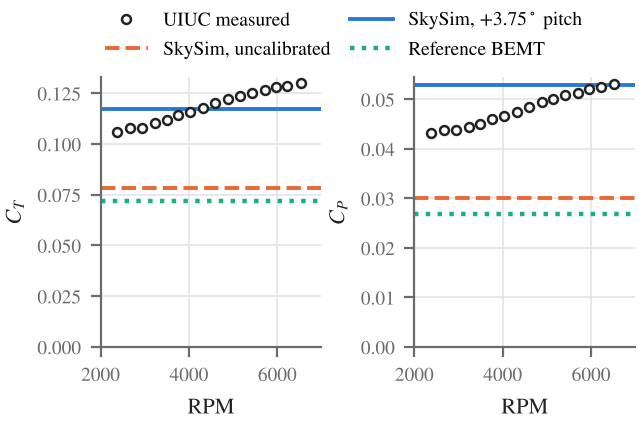 UIUC measured
SkySim, +3.75° pitch
SkySim, uncalibrated
Reference BEMT
0.125
0.100
0.075
0.050
0.025
0.000
C_T
2000 4000 6000
RPM
0.05
0.04
0.03
0.02
0.01
0.00
C_P
2000 4000 6000
RPM